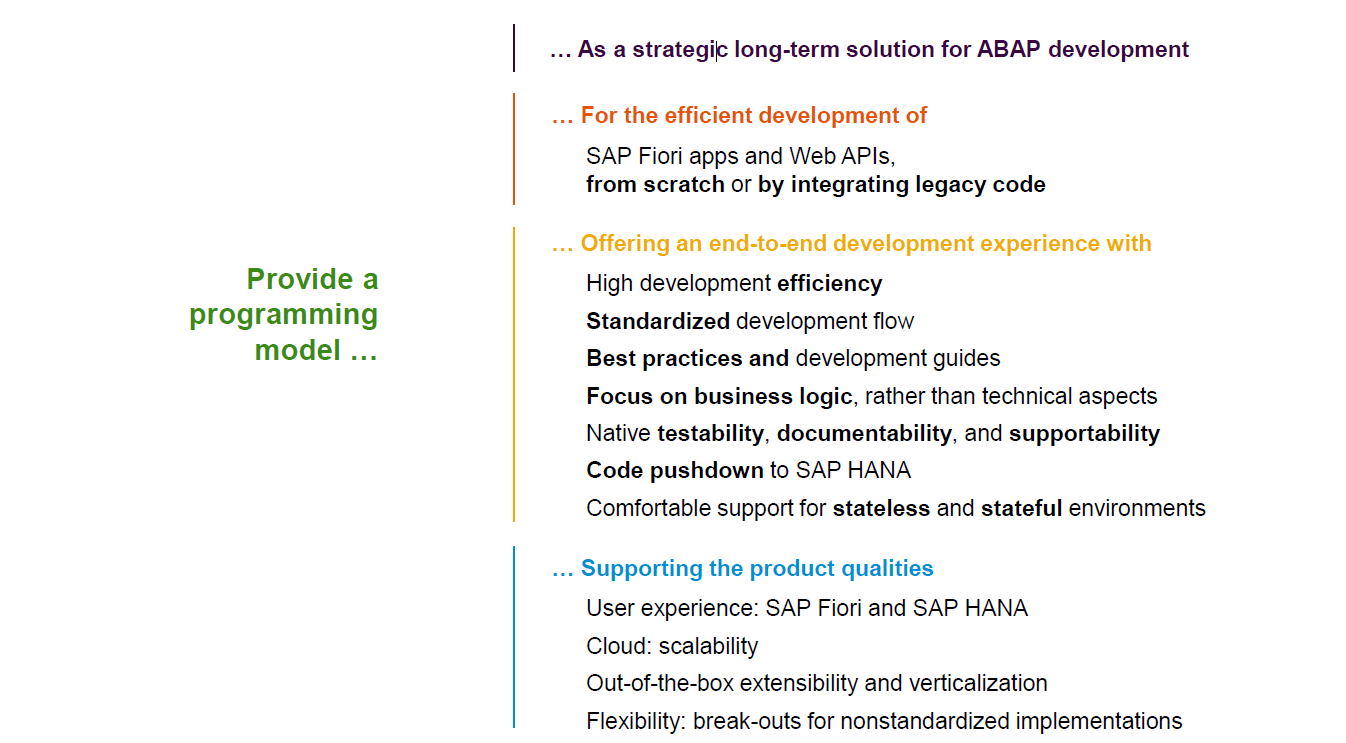 Provide a
programming
model …
… As a strategic long-term solution for ABAP development
… For the efficient development of
SAP Fiori apps and Web APIs,
from scratch or by integrating legacy code
… Offering an end-to-end development experience with
High development efficiency
Standardized development flow
Best practices and development guides
Focus on business logic, rather than technical aspects
Native testability, documentability, and supportability
Code pushdown to SAP HANA
Comfortable support for stateless and stateful environments
… Supporting the product qualities
User experience: SAP Fiori and SAP HANA
Cloud: scalability
Out-of-the-box extensibility and verticalization
Flexibility: break-outs for nonstandardized implementations